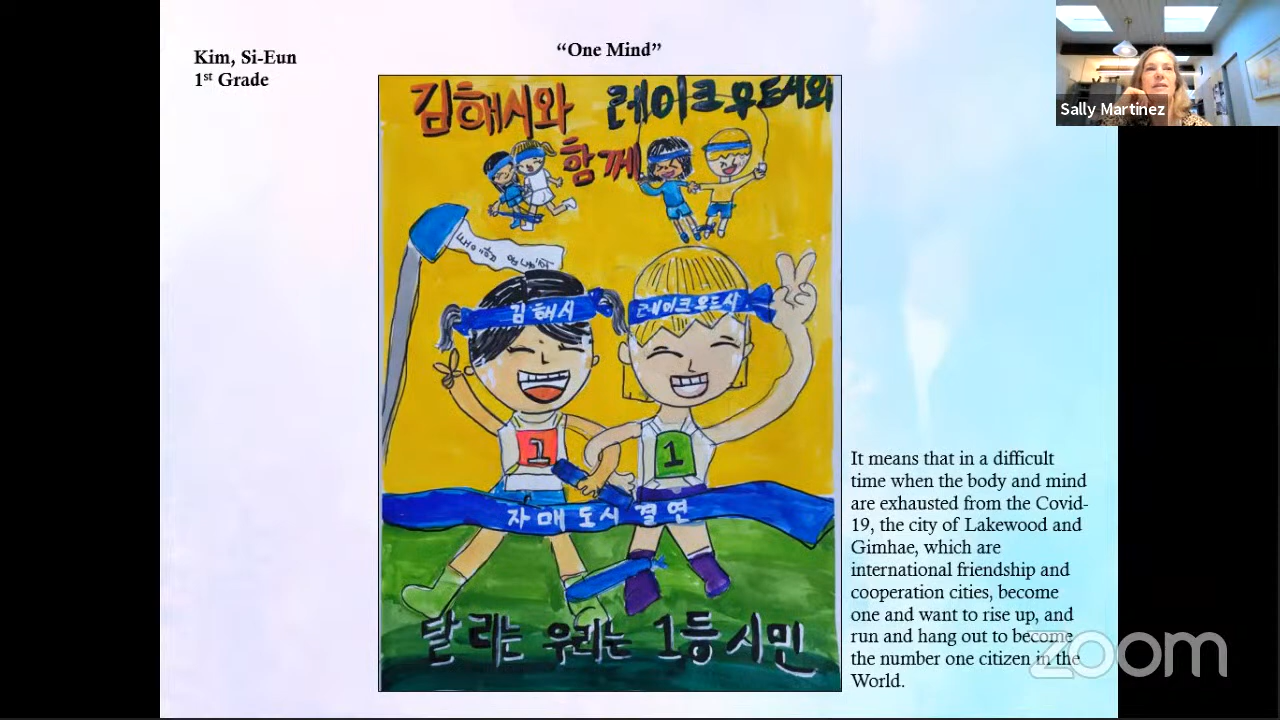 Kim, Si-Eun
1st Grade
“One Mind”
Sally Martinez
김해시와 레이크우드시와
함께
김해시
레이크우드시
1
1
자매도시 결연
달리는 우리는 1등 시민
It means that in a difficult
time when the body and mind
are exhausted from the Covid-
19, the city of Lakewood and
Gimhae, which are
international friendship and
cooperation cities, become
one and want to rise up, and
run and hang out to become
the number one citizen in the
World.
zoom